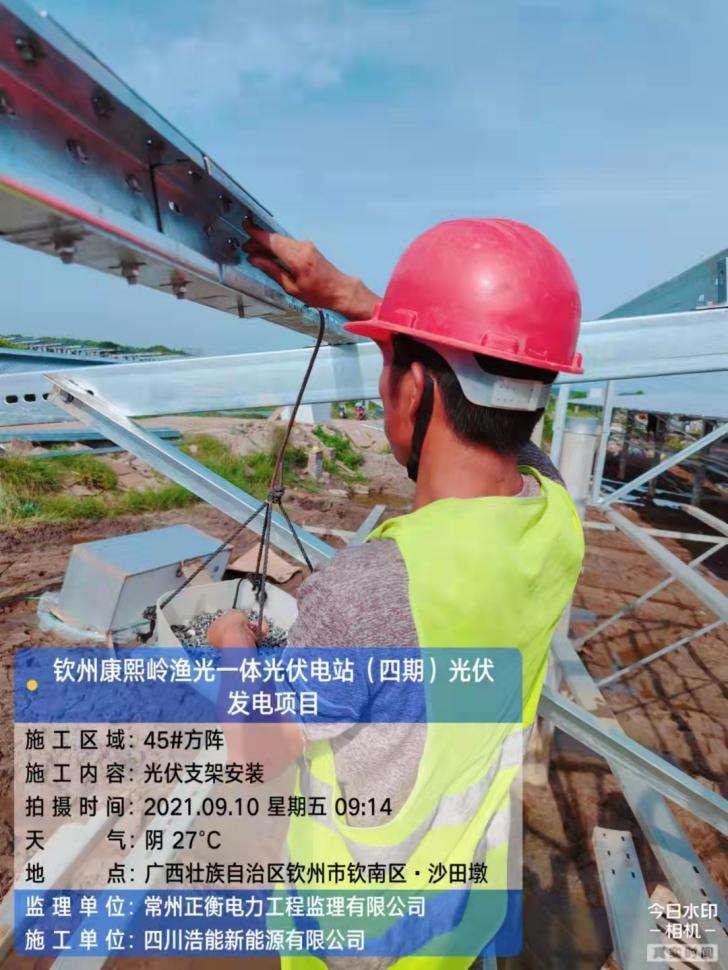 钦州康熙岭渔光一体光伏电站（四期）光伏
发电项目
施工区域：45#方阵
施工内容：光伏支架安装
拍摄时间：2021.09.10 星期五 09:14
天气：阴 27°C
地点：广西壮族自治区钦州市钦南区·沙田墩
监理单位：常州正衡电力工程监理有限公司
施工单位：四川浩能新能源有限公司
今日水印
-相机-
真实时间